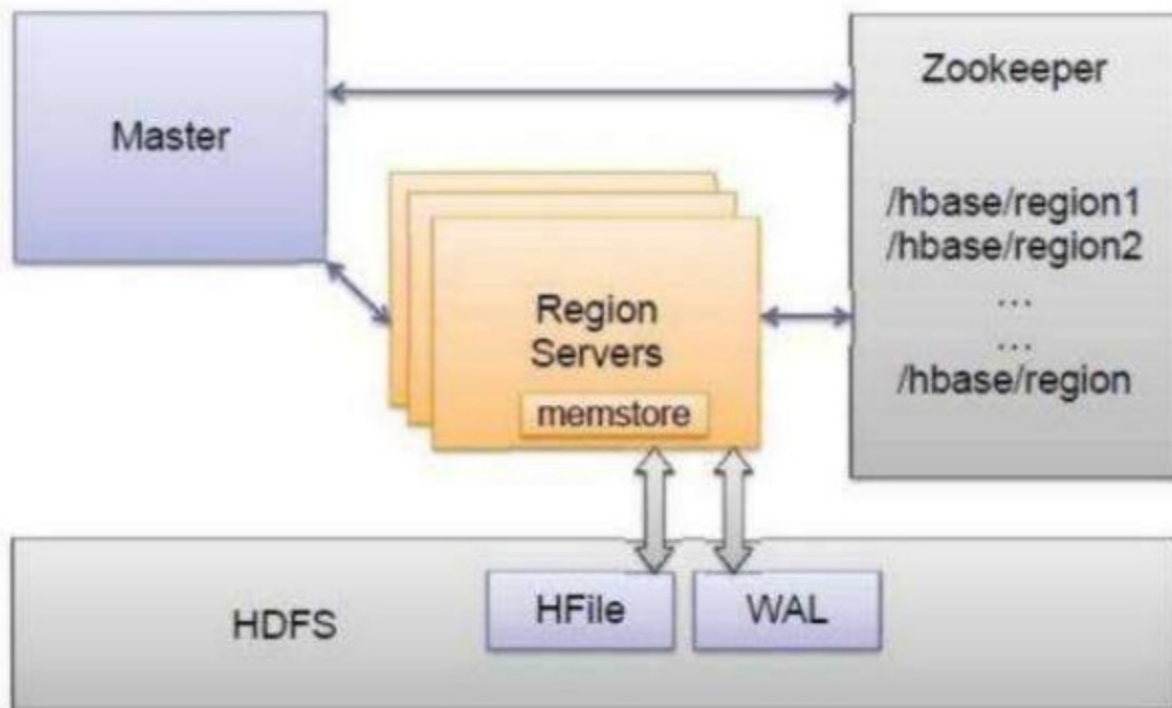 Master
Zookeeper
/hbase/region1
/hbase/region2
...
...
/hbase/region
Region
Servers
memstore
HDFS
HFile
WAL